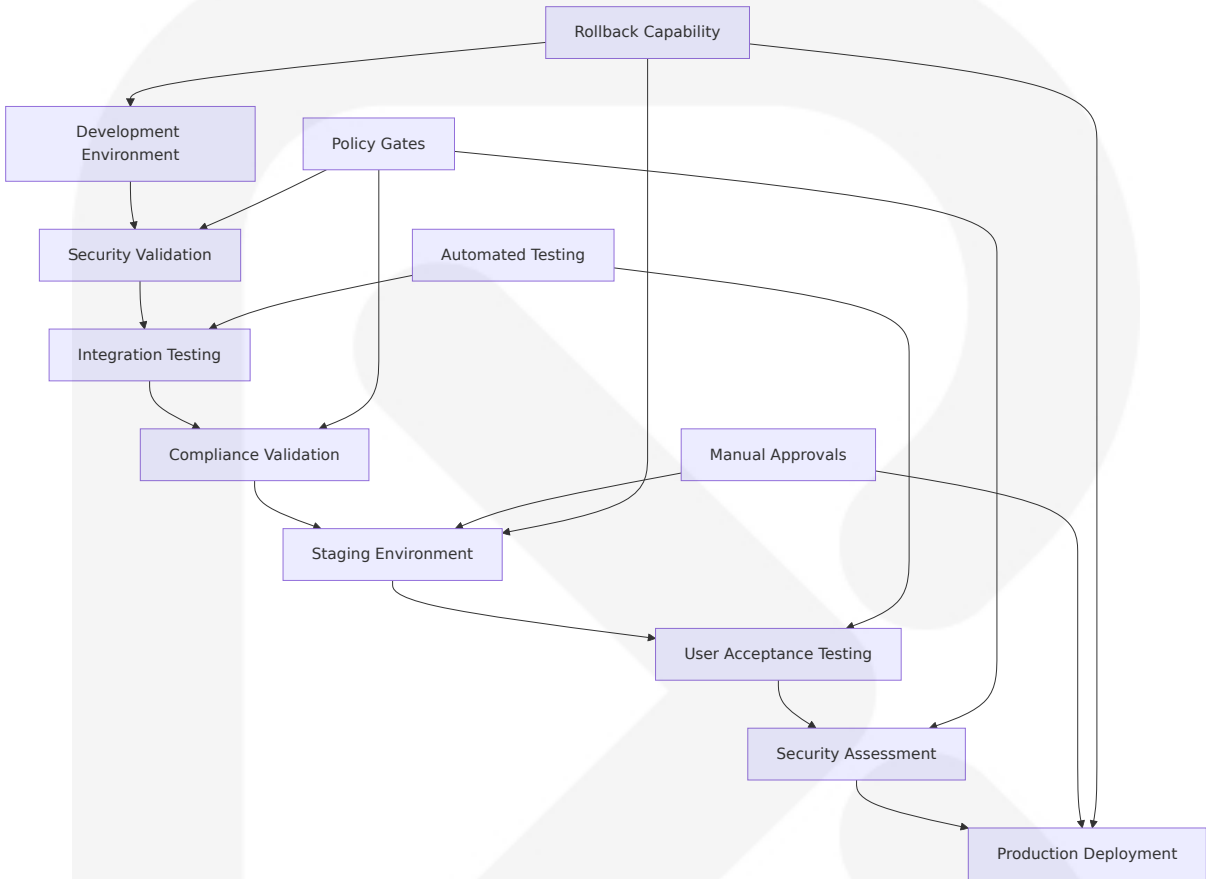 Rollback Capability
Development
Environment
Policy Gates
Security Validation
Automated Testing
Integration Testing
Compliance Validation
Manual Approvals
Staging Environment
User Acceptance Testing
Security Assessment
Production Deployment